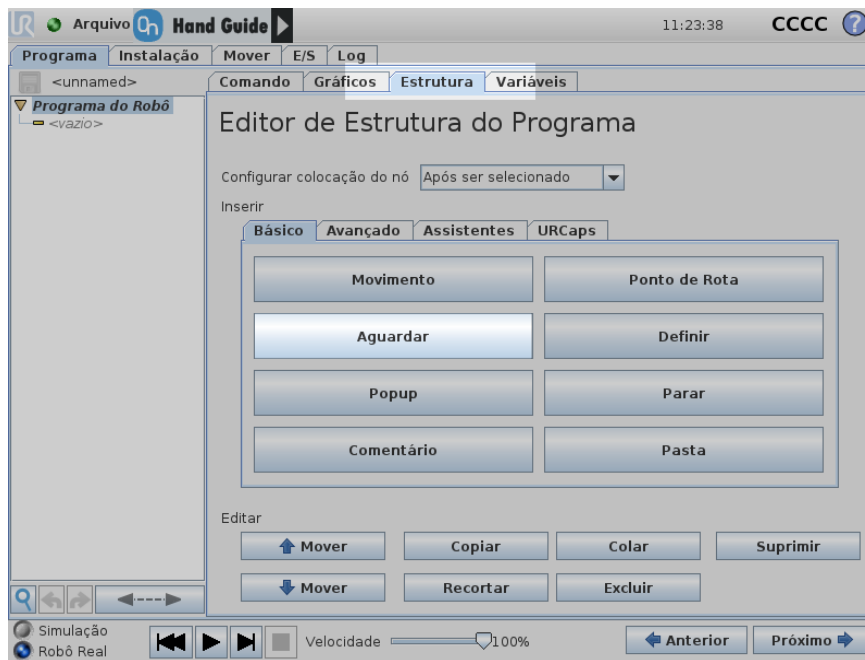 UR Arquivo On Hand Guide 11:23:38 CCCC ?
Programa Instalação Mover E/S Log
<unnamed> Comando Gráficos Estrutura Variáveis
Programa do Robô
<vazio>
Editor de Estrutura do Programa
Configurar colocação do nó Após ser selecionado
Inserir
Básico Avançado Assistentes URCaps
Movimento Ponto de Rota
Aguardar Definir
Popup Parar
Comentário Pasta
Editar
Mover Copiar Colar Suprimir
Mover Recortar Excluir
Simulação
Robô Real
Velocidade 100% Anterior Próximo